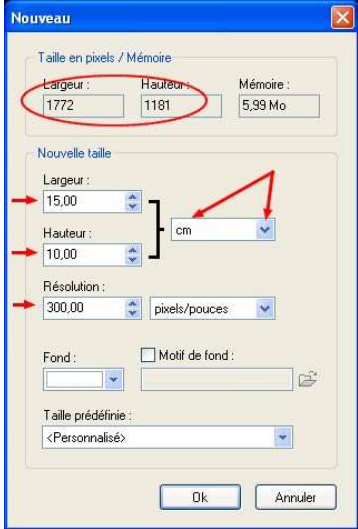 Nouveau
Taille en pixels / Mémoire
Largeur : Hauteur : Mémoire :
1772 1181 5,99 Mo
Nouvelle taille
Largeur :
15,00
cm
Hauteur :
10,00
Résolution :
300,00 pixels/pouces
Fond : Motif de fond :
Taille prédéfinie :
<Personnalisé>
Ok Annuler